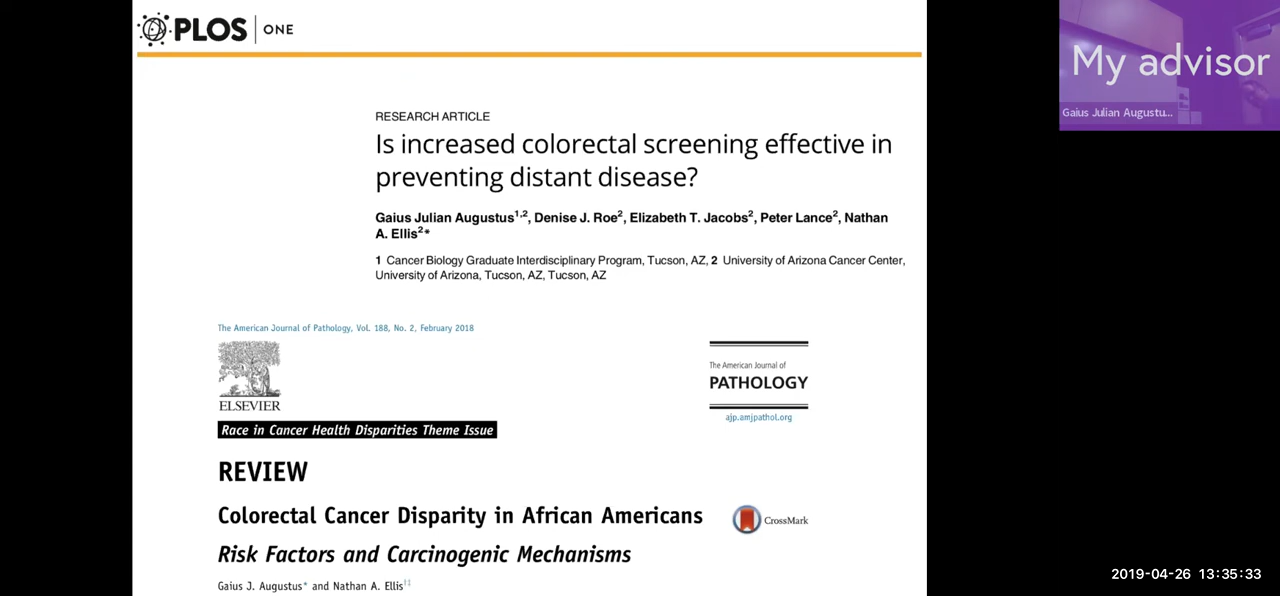 PLOS ONE
My advisor
Gaius Julian Augustu...
RESEARCH ARTICLE
Is increased colorectal screening effective in
preventing distant disease?
Gaius Julian Augustus1,2, Denise J. Roe2, Elizabeth T. Jacobs2, Peter Lance2, Nathan
A. Ellis2*
1 Cancer Biology Graduate Interdisciplinary Program, Tucson, AZ, 2 University of Arizona Cancer Center,
University of Arizona, Tucson, AZ, Tucson, AZ
The American Journal of Pathology, Vol. 188, No. 2, February 2018
ELSEVIER
The American Journal of
PATHOLOGY
ajp.amjpathol.org
Race in Cancer Health Disparities Theme Issue
REVIEW
Colorectal Cancer Disparity in African Americans
CrossMark
Risk Factors and Carcinogenic Mechanisms
Gaius J. Augustus* and Nathan A. Ellis†‡
2019-04-26 13:35:33